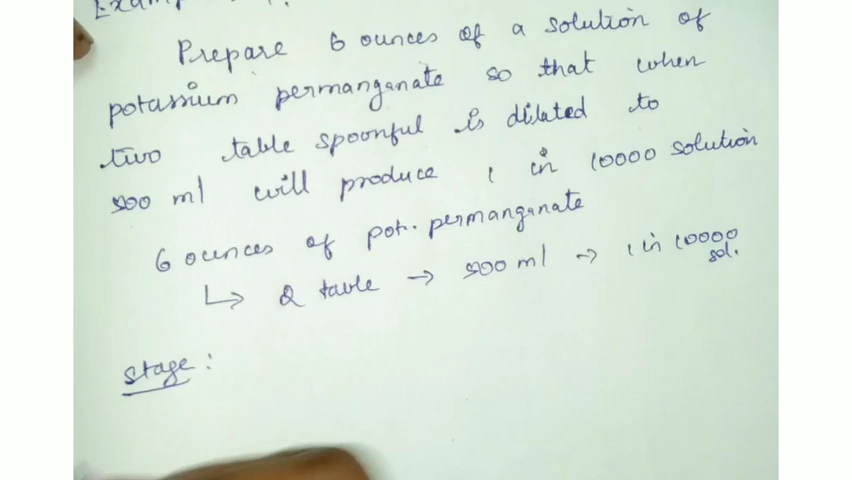 Prepare 6 ounces of a solution of
potassium permanganate so that when
two table spoonful is diluted to
500 ml will produce 1 in 10000 solution
6 ounces of pot. permanganate
↳ 2 table → 500 ml → 1 in 10000
sol.
stage: